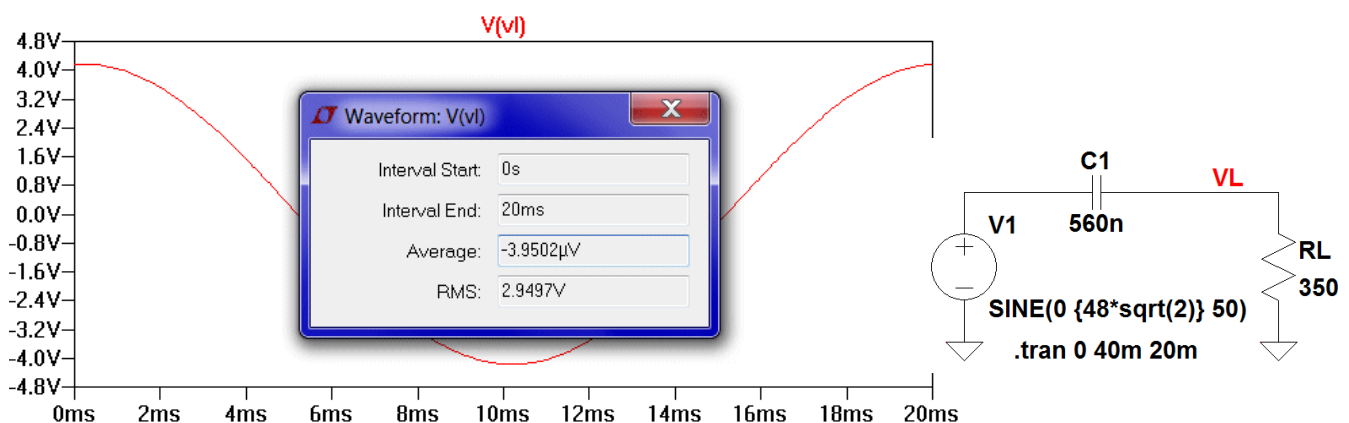 V(vl)
4.8V
4.0V
3.2V
2.4V
1.6V
0.8V
0.0V
-0.8V
-1.6V
-2.4V
-3.2V
-4.0V
-4.8V
0ms 2ms 4ms 6ms 8ms 10ms 12ms 14ms 16ms 18ms 20ms
Waveform: V(vl)
Interval Start: 0s
Interval End: 20ms
Average: -3.9502µV
RMS: 2.9497V
C1
560n
VL
V1
RL
350
SINE(0 {48*sqrt(2)} 50)
.tran 0 40m 20m